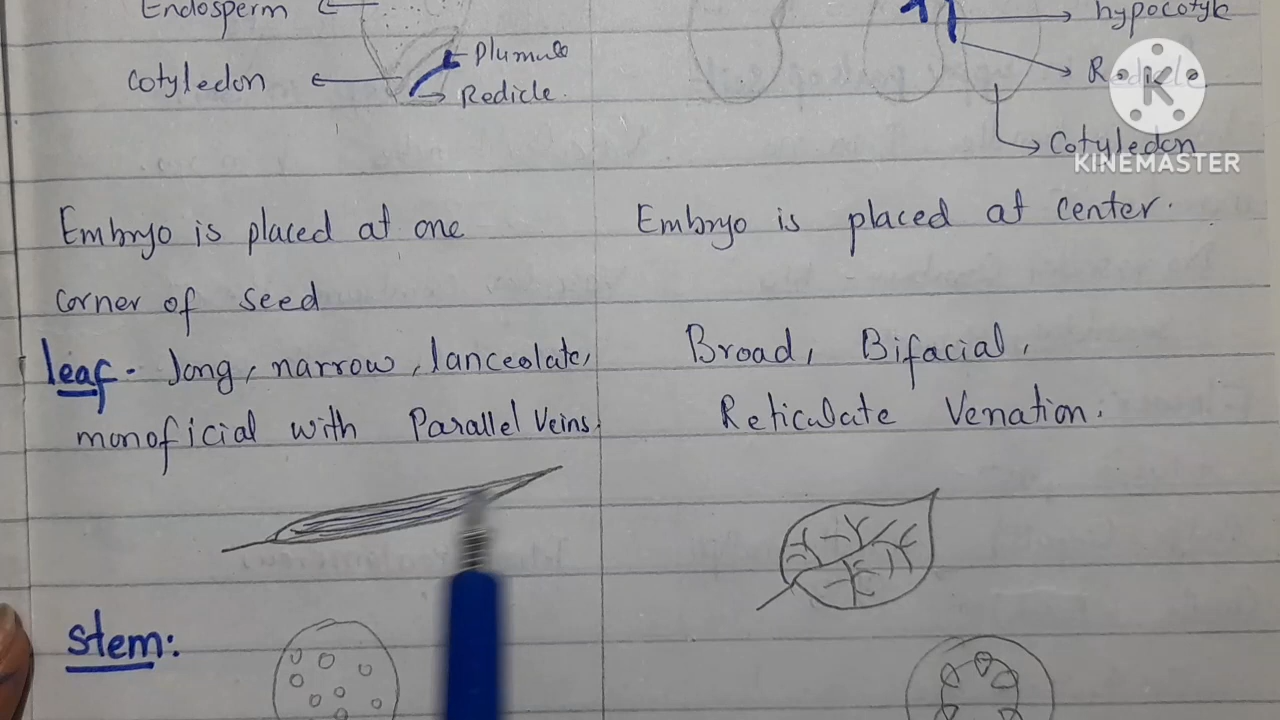 Endosperm
hypocotyle
Plumule
Cotyledon
Redicle.
Cotyledon
KINEMASTER
Embryo is placed at one
corner of seed
Embryo is placed at center.
leaf - long, narrow, lanceolate,
monoficial with Parallel Veins.
Broad, Bifacial,
Reticulate Venation.
Stem: